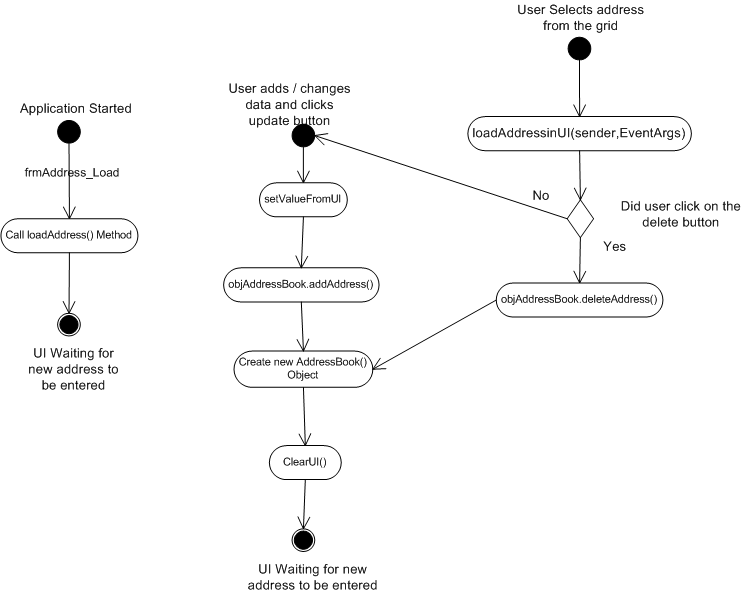 User Selects address
from the grid
User adds / changes
data and clicks
update button
Application Started
loadAddressinUI(sender,EventArgs)
frmAddress_Load
setValueFromUI
No
Did user click on the
delete button
Call loadAddress() Method
Yes
objAddressBook.addAddress()
objAddressBook.deleteAddress()
UI Waiting for
new address to
be entered
Create new AddressBook()
Object
ClearUI()
UI Waiting for new
address to be entered